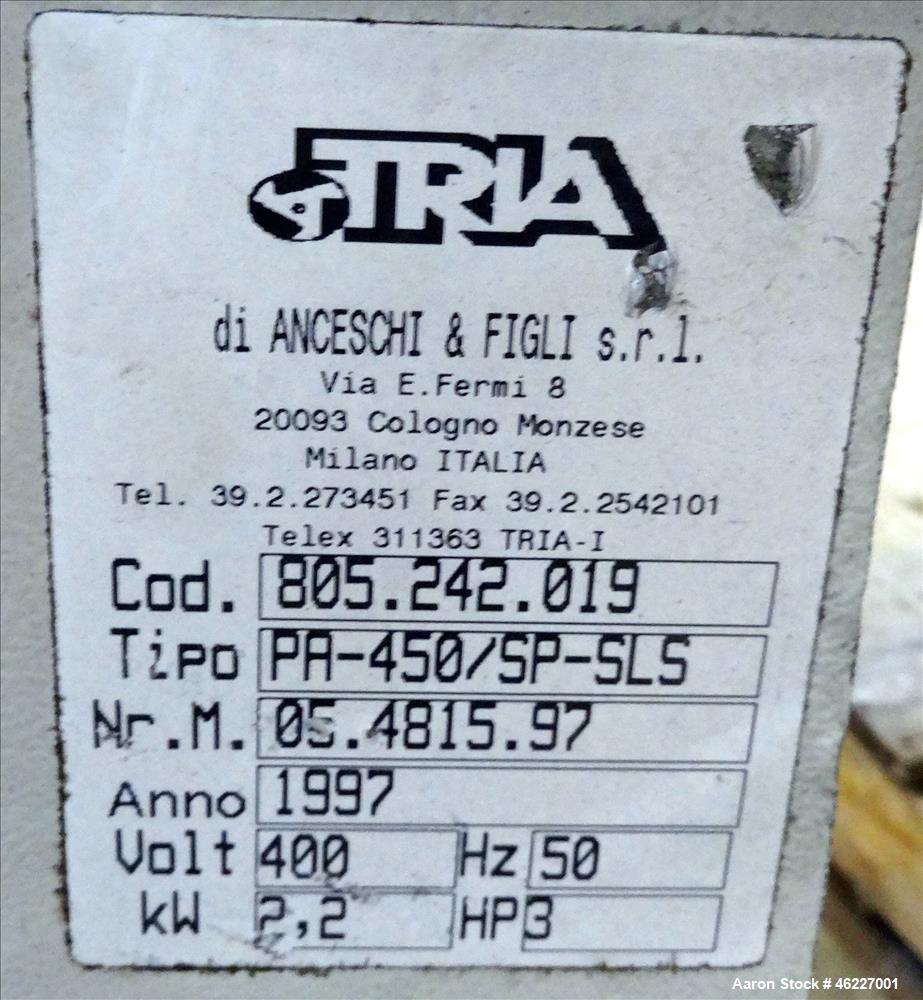 TRIA
di ANCESCHI & FIGLI s.r.l.
Via E.Fermi 8
20093 Cologno Monzese
Milano ITALIA
Tel. 39.2.273451 Fax 39.2.2542101
Telex 311363 TRIA-I
Cod. 805.242.019
Tipo PA-450/SP-SLS
Nr.M. 05.4815.97
Anno 1997
Volt 400 Hz 50
kW 2,2 HP 3
Aaron Stock # 46227001